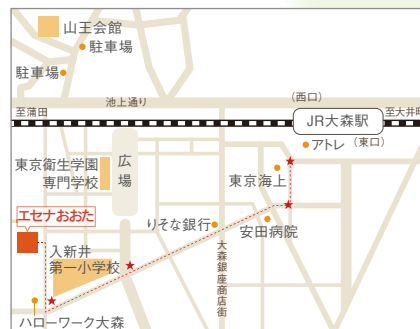 山王会館
駐車場
駐車場
池上通り
(西口)
至蒲田
JR大森駅
至大井町
アトレ
(東口)
東京衛生学園
専門学校
広場
東京海上
エセナおおた
入新井
第一小学校
りそな銀行
安田病院
大森銀座商店街
ハローワーク大森